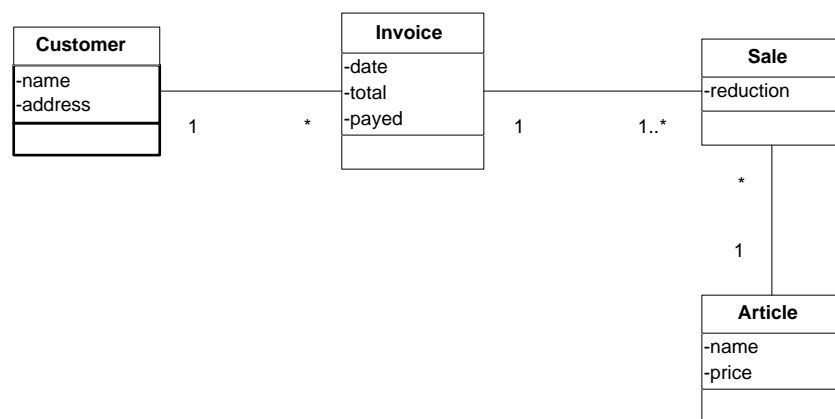 Customer
-name
-address
1
*
Invoice
-date
-total
-payed
1
1..*
Sale
-reduction
*
1
Article
-name
-price